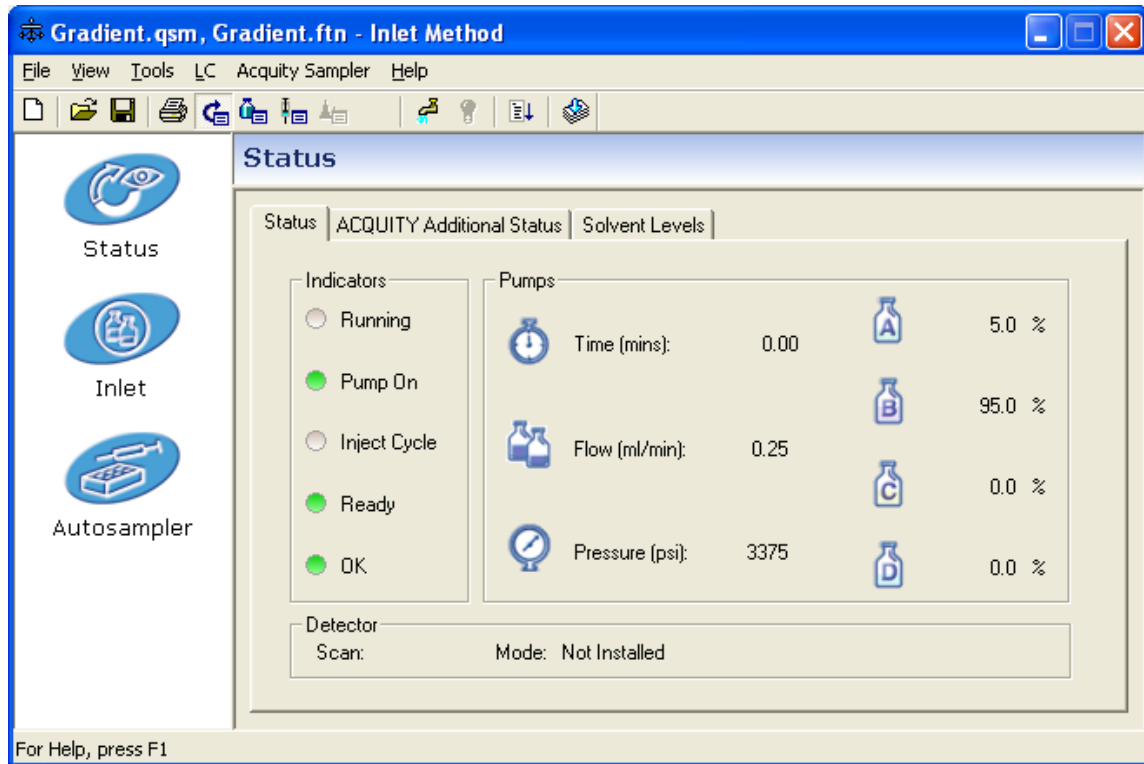 Gradient.qsm, Gradient.ftn - Inlet Method
File View Tools LC Acquity Sampler Help
Status
Inlet
Autosampler
Status
Status ACQUITY Additional Status Solvent Levels
Indicators
Running
Pump On
Inject Cycle
Ready
OK
Pumps
Time (mins): 0.00
Flow (ml/min): 0.25
Pressure (psi): 3375
A 5.0 %
B 95.0 %
C 0.0 %
D 0.0 %
Detector
Scan: Mode: Not Installed
For Help, press F1